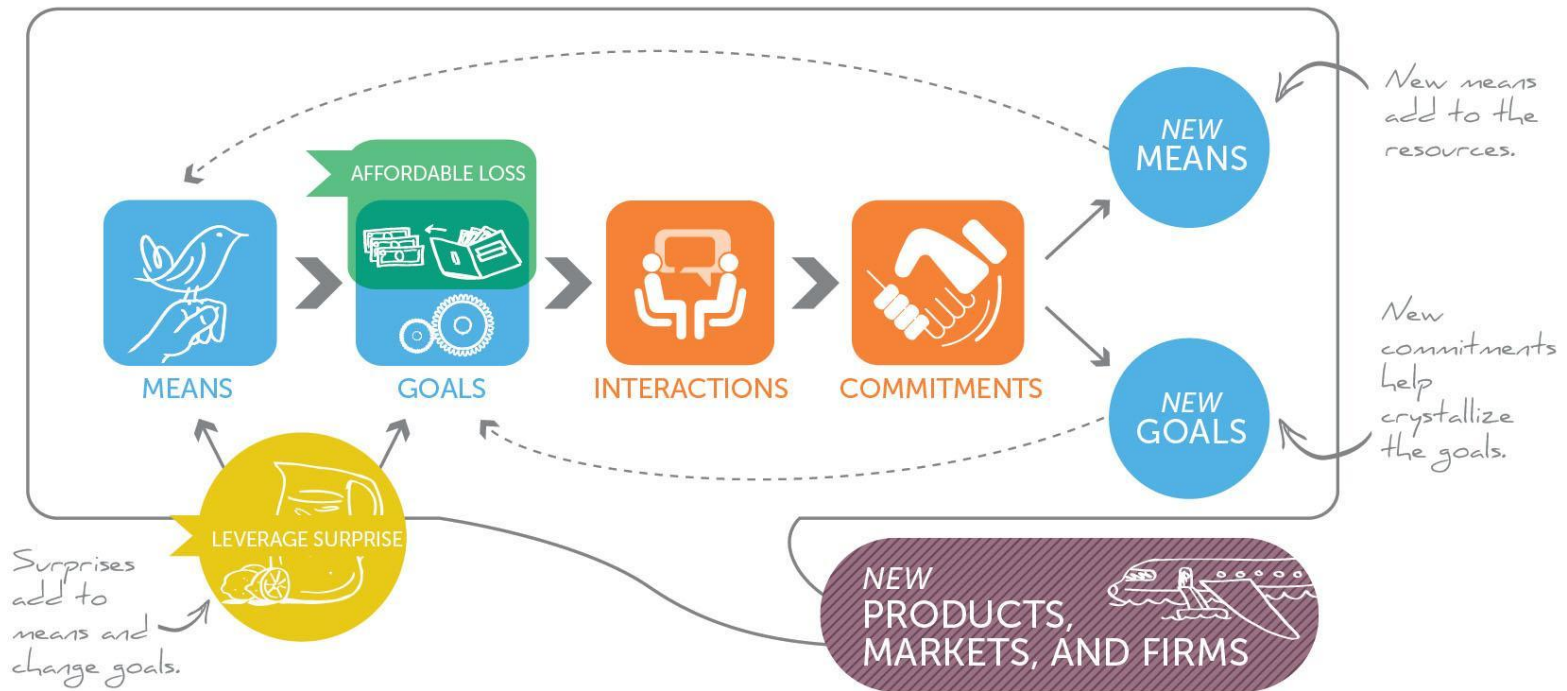 New means
add to the
resources.
NEW
MEANS
AFFORDABLE LOSS
MEANS
GOALS
INTERACTIONS
COMMITMENTS
NEW
GOALS
New
commitments
help
crystallize
the goals.
LEVERAGE SURPRISE
Surprises
add to
means and
change goals.
NEW
PRODUCTS,
MARKETS, AND FIRMS